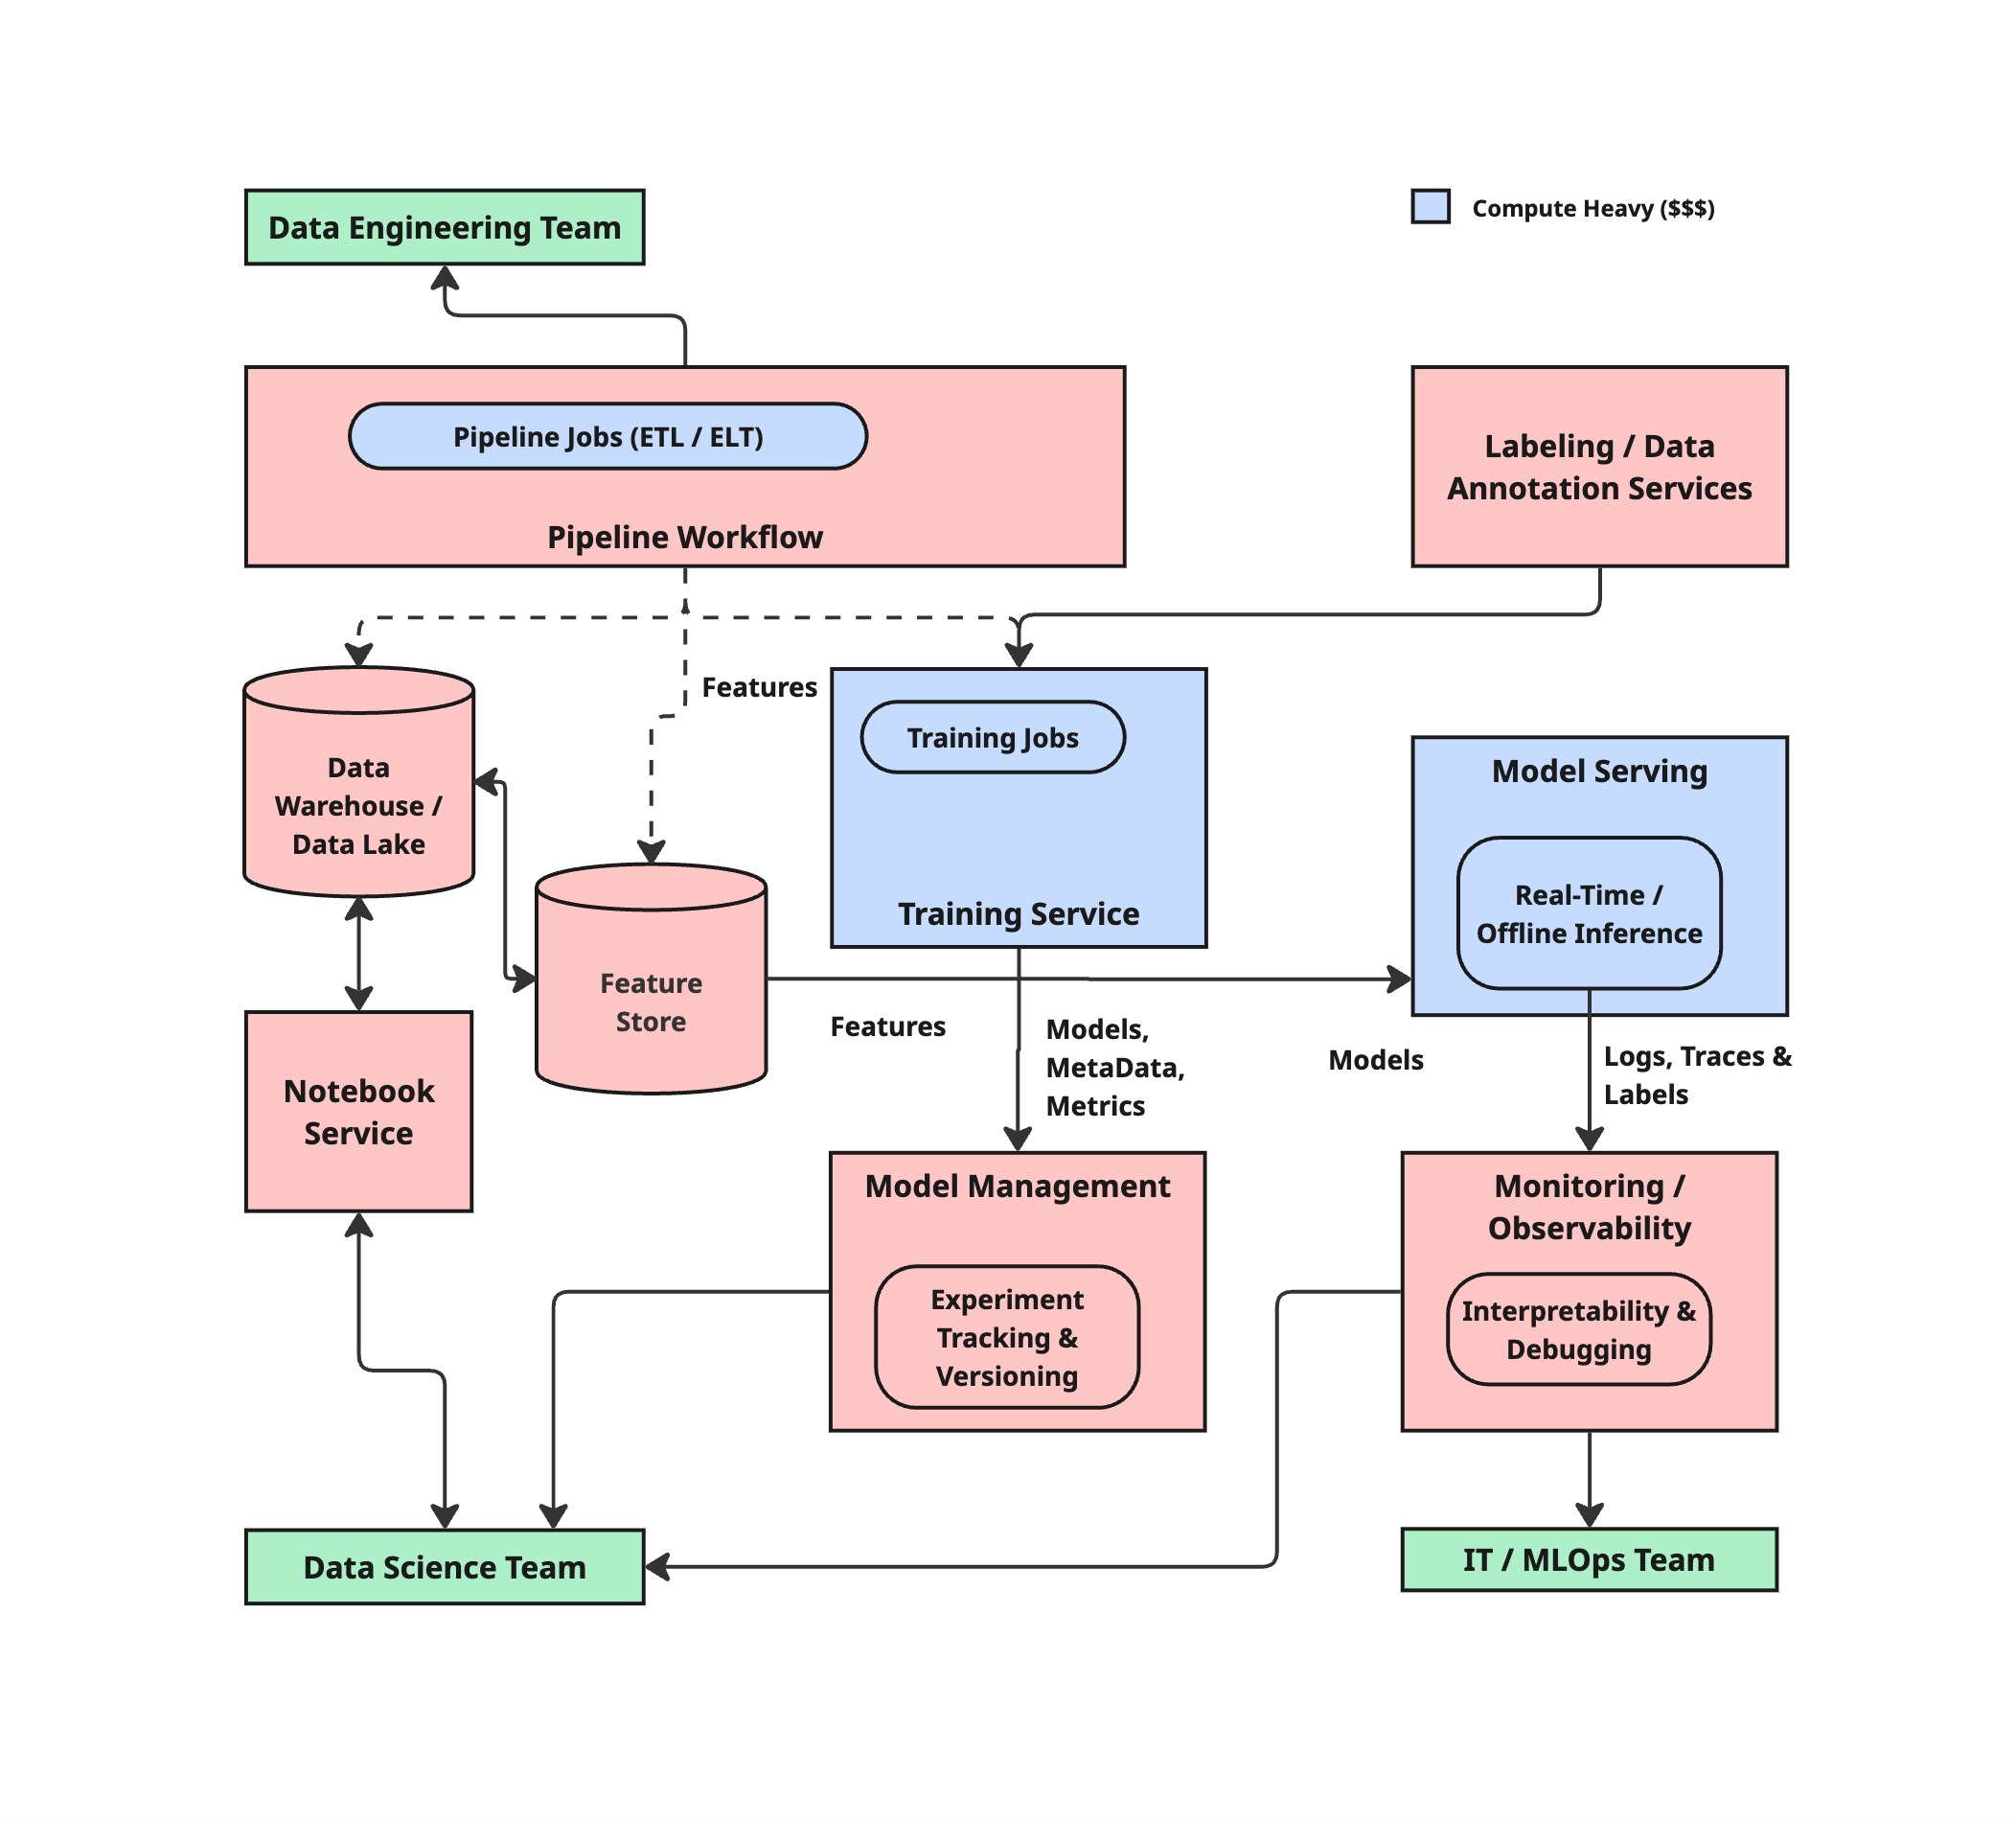 Data Engineering Team
Compute Heavy ($$$)
Pipeline Jobs (ETL / ELT)
Pipeline Workflow
Labeling / Data
Annotation Services
Features
Data
Warehouse /
Data Lake
Training Jobs
Training Service
Model Serving
Real-Time /
Offline Inference
Feature
Store
Features
Models,
MetaData,
Metrics
Models
Logs, Traces &
Labels
Notebook
Service
Model Management
Experiment
Tracking &
Versioning
Monitoring /
Observability
Interpretability &
Debugging
Data Science Team
IT / MLOps Team